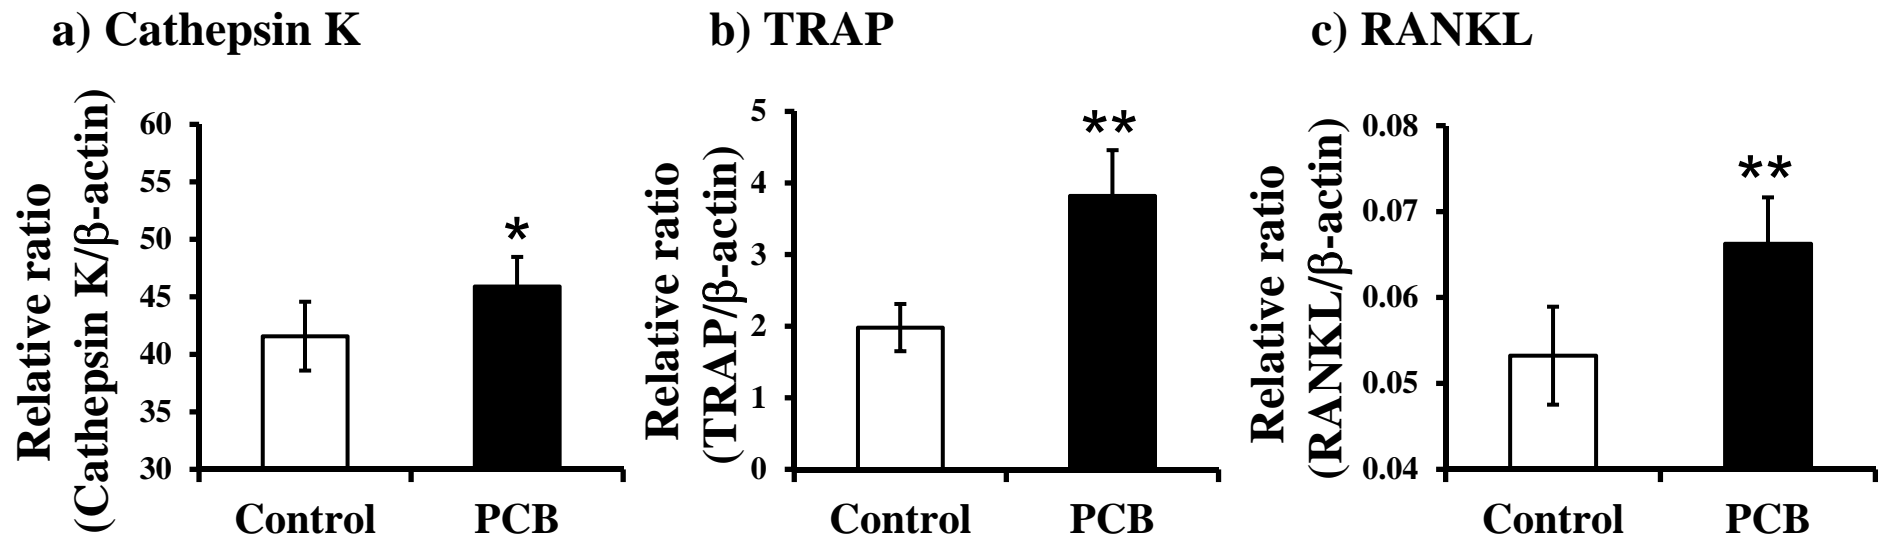 a) Cathepsin K
Relative ratio
(Cathepsin K/β-actin)
60
55
50
45
40
35
30
*
Control
PCB
b) TRAP
Relative ratio
(TRAP/β-actin)
5
4
3
2
1
0
**
Control
PCB
c) RANKL
Relative ratio
(RANKL/β-actin)
0.08
0.07
0.06
0.05
0.04
**
Control
PCB